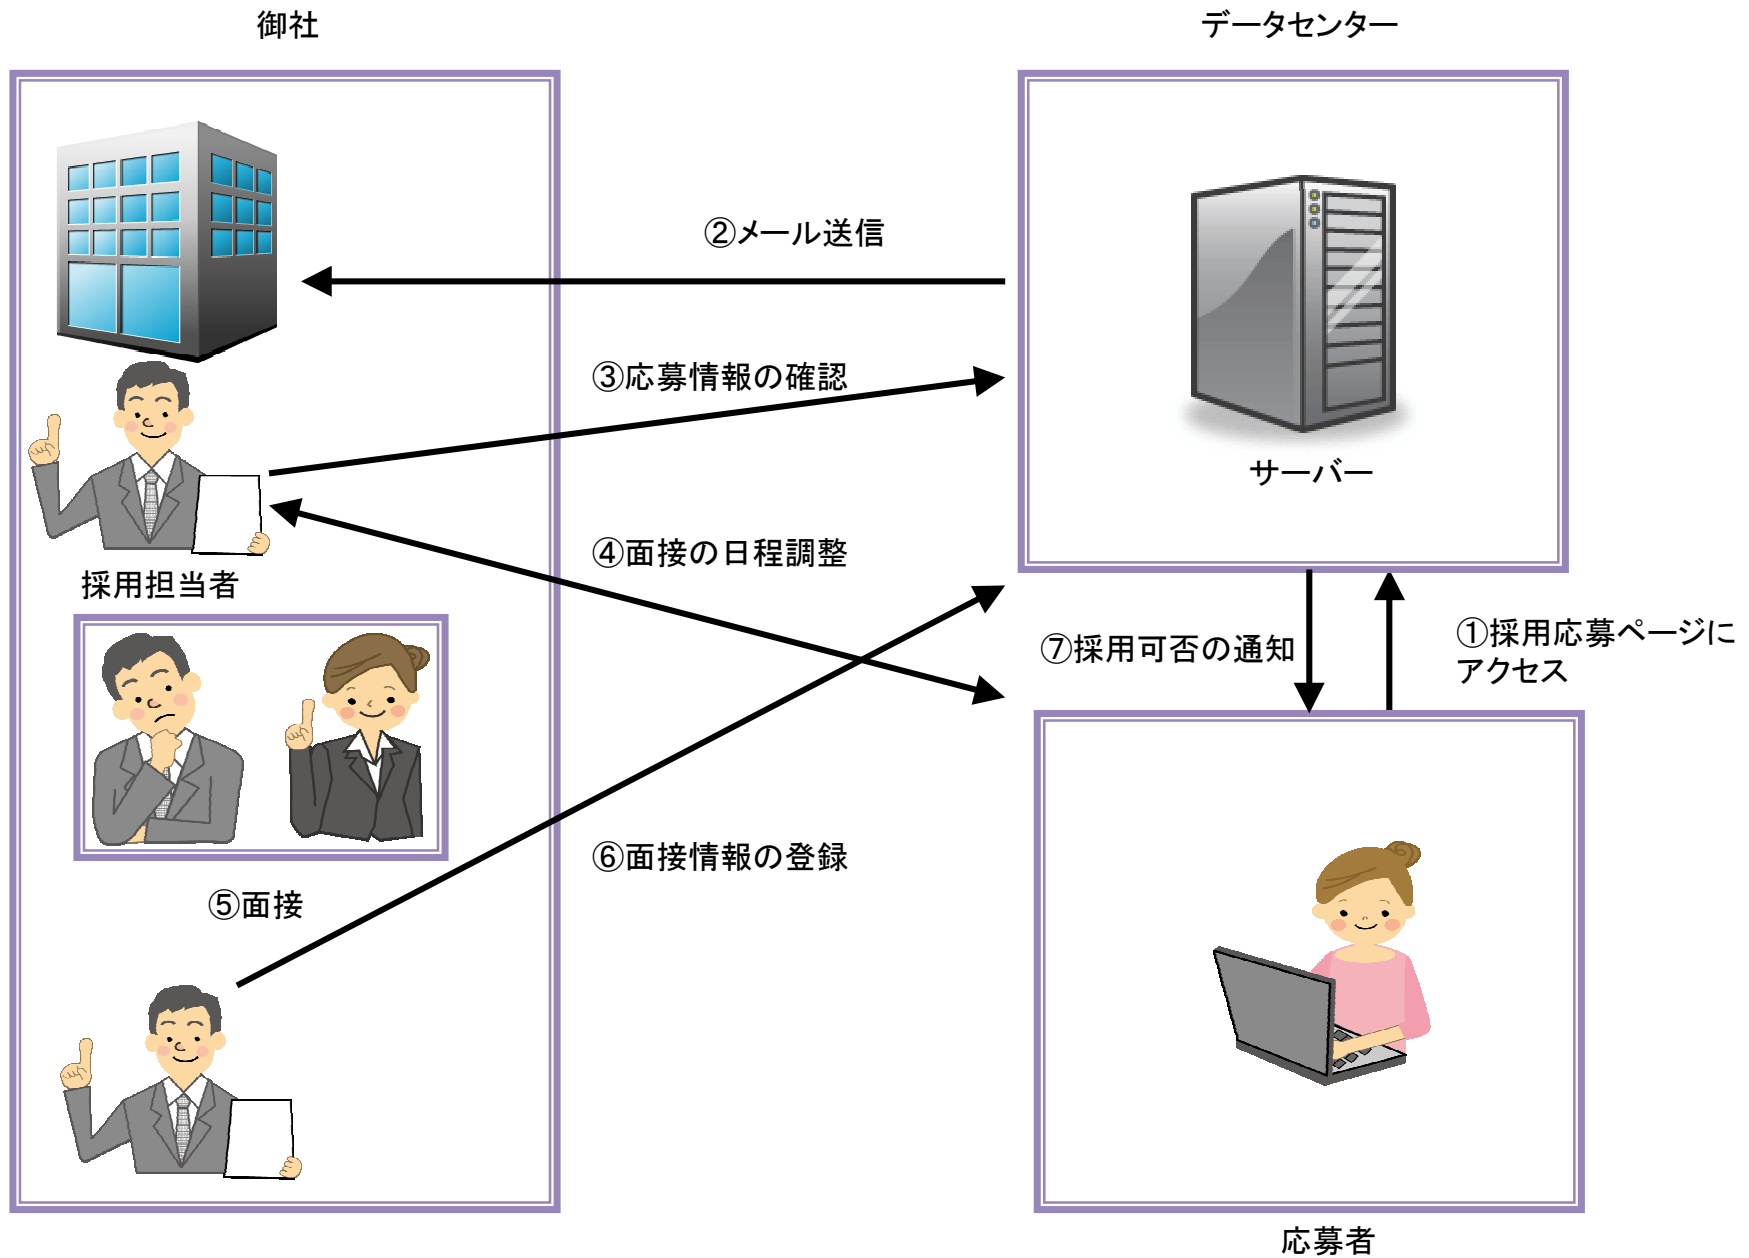 御社
データセンター
②メール送信
③応募情報の確認
サーバー
④面接の日程調整
採用担当者
⑦採用可否の通知
①採用応募ページに
アクセス
⑥面接情報の登録
⑤面接
応募者